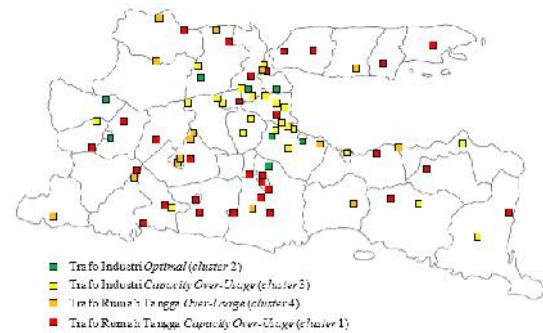 Trafo Industri Optimal (cluster 2)
Trafo Industri Capacity Over-Usage (cluster 3)
Trafo Rumah Tangga Over-Usage (cluster 4)
Trafo Rumah Tangga Capacity Over-Usage (cluster 1)